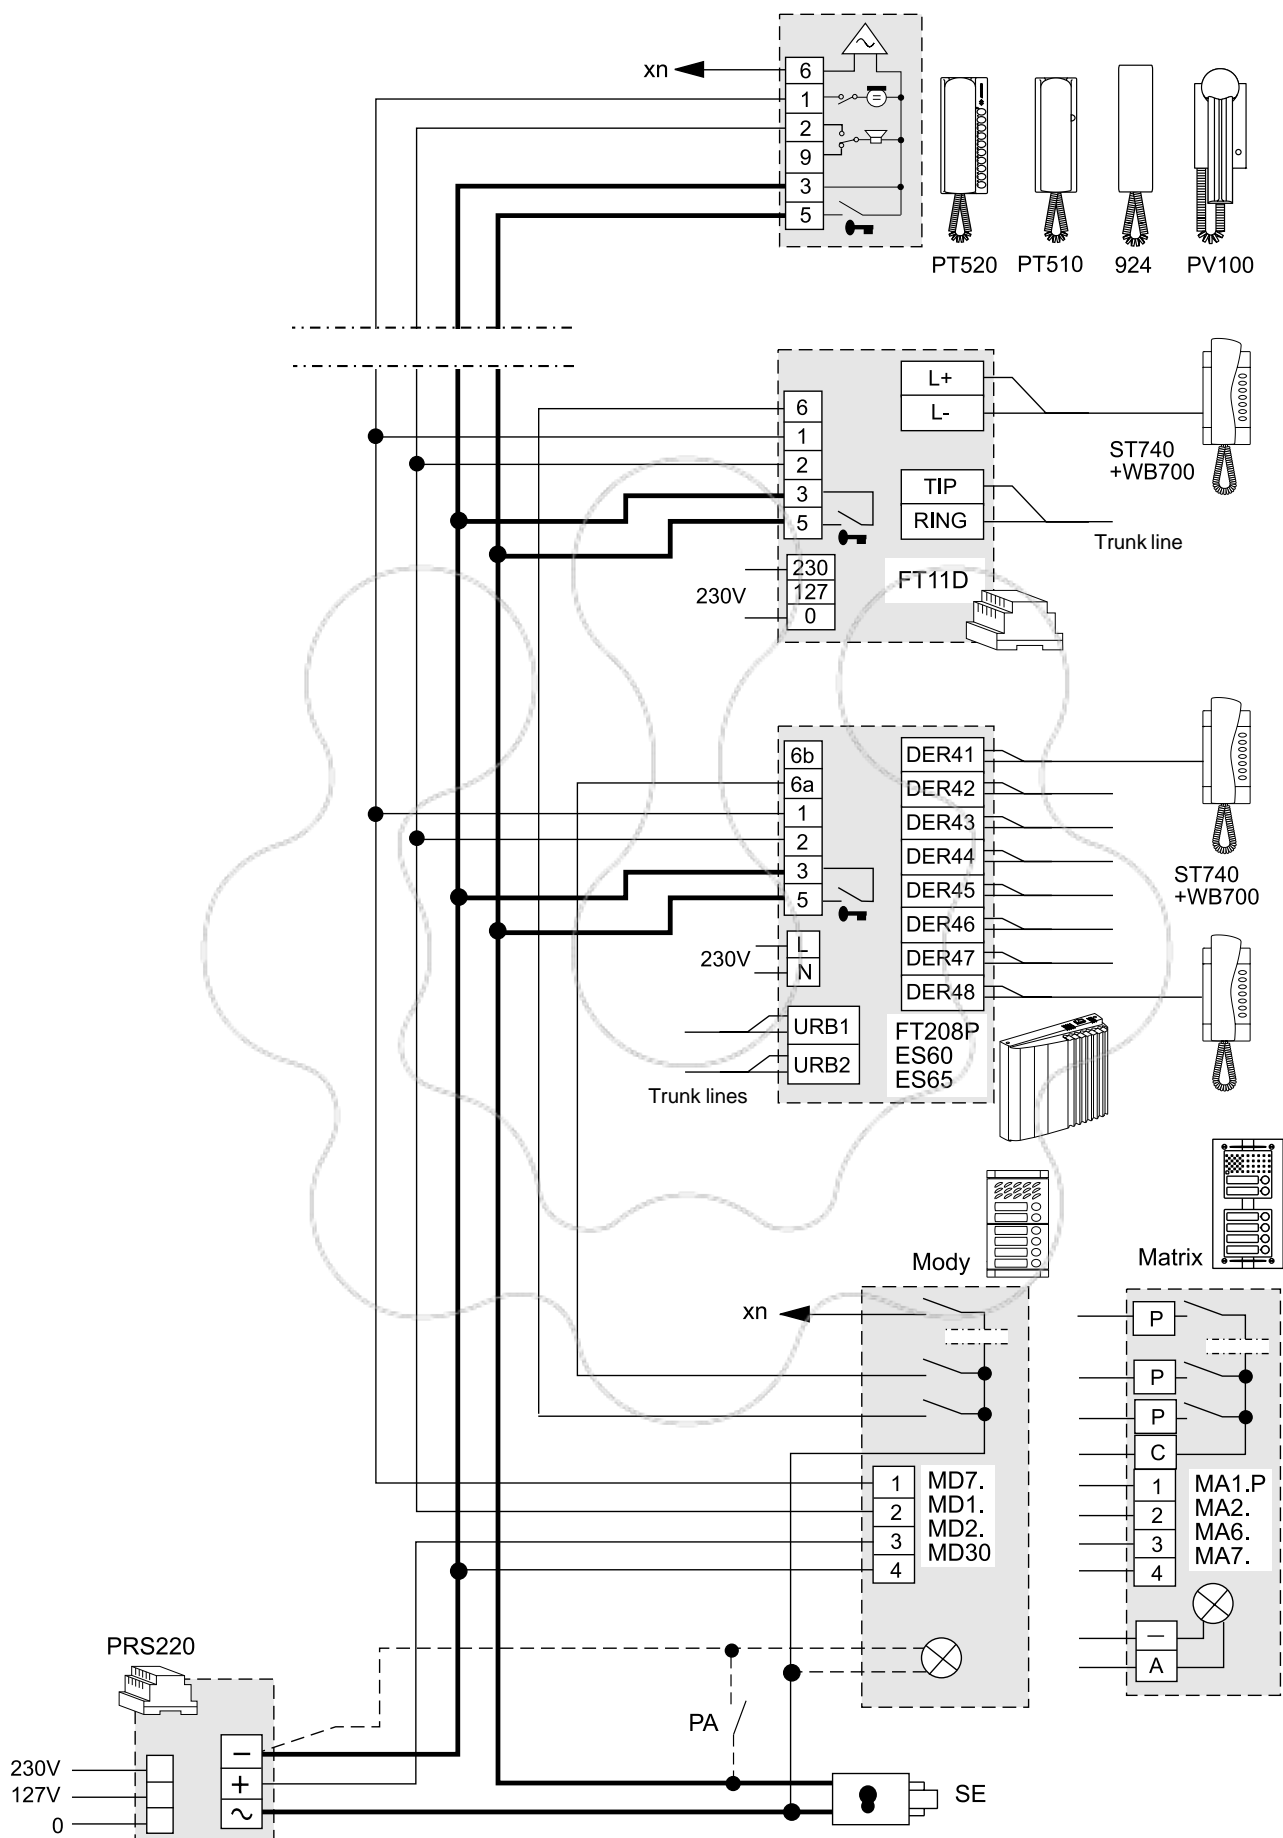 xn
6
1
2
9
3
5
PT520
PT510
924
PV100
6
1
2
3
5
230
127
0
230V
L+
L-
TIP
RING
FT11D
ST740
+WB700
Trunk line
6b
6a
1
2
3
5
L
N
230V
URB1
URB2
Trunk lines
DER41
DER42
DER43
DER44
DER45
DER46
DER47
DER48
FT208P
ES60
ES65
ST740
+WB700
Mody
Matrix
xn
1
2
3
4
MD7.
MD1.
MD2.
MD30
P
P
P
C
1
2
3
4
MA1.P
MA2.
MA6.
MA7.
—
A
PRS220
230V
127V
0
−
+
~
PA
SE